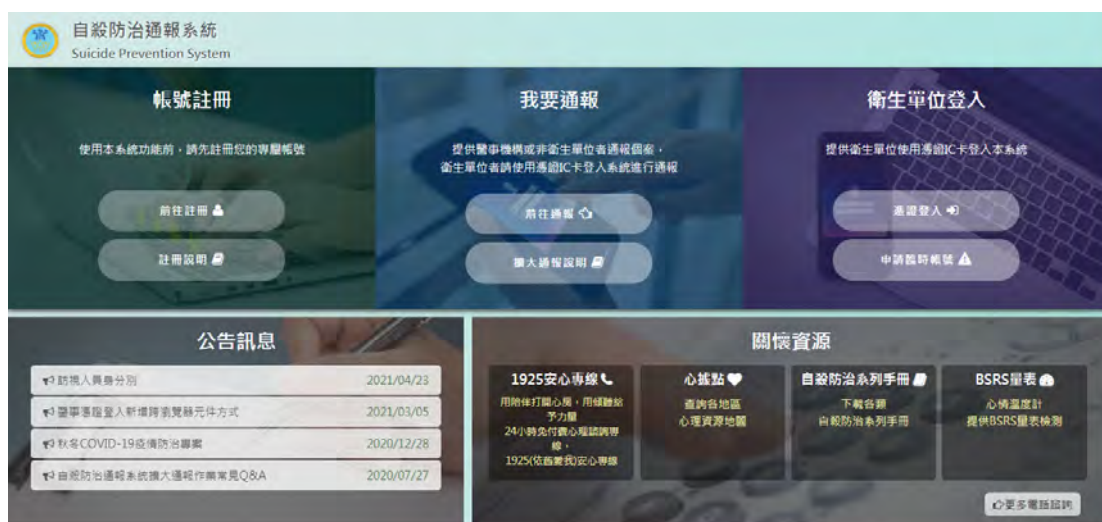 自殺防治通報系統
Suicide Prevention System
帳號註冊
使用本系統功能前，請先註冊您的專屬帳號
前往註冊
註冊說明
我要通報
提供醫事機構或非衛生單位者通報個案，
衛生單位者請使用憑證IC卡登入系統進行通報
前往通報
擴大通報說明
衛生單位登入
提供衛生單位使用憑證IC卡登入本系統
憑證登入
申請臨時帳號
公告訊息
訪視人員身分別 2021/04/23
醫事憑證登入新增跨瀏覽器元件方式 2021/03/05
秋冬COVID-19疫情防治專案 2020/12/28
自殺防治通報系統擴大通報作業常見Q&A 2020/07/27
關懷資源
1925安心專線
用陪伴打開心房，用傾聽給
予力量
24小時免付費心理諮詢專
線，
1925(依舊愛我)安心專線
心據點
查詢各地區
心理資源地圖
自殺防治系列手冊
下載各類
自殺防治系列手冊
BSRS量表
心情溫度計
提供BSRS量表檢測
更多電話諮詢